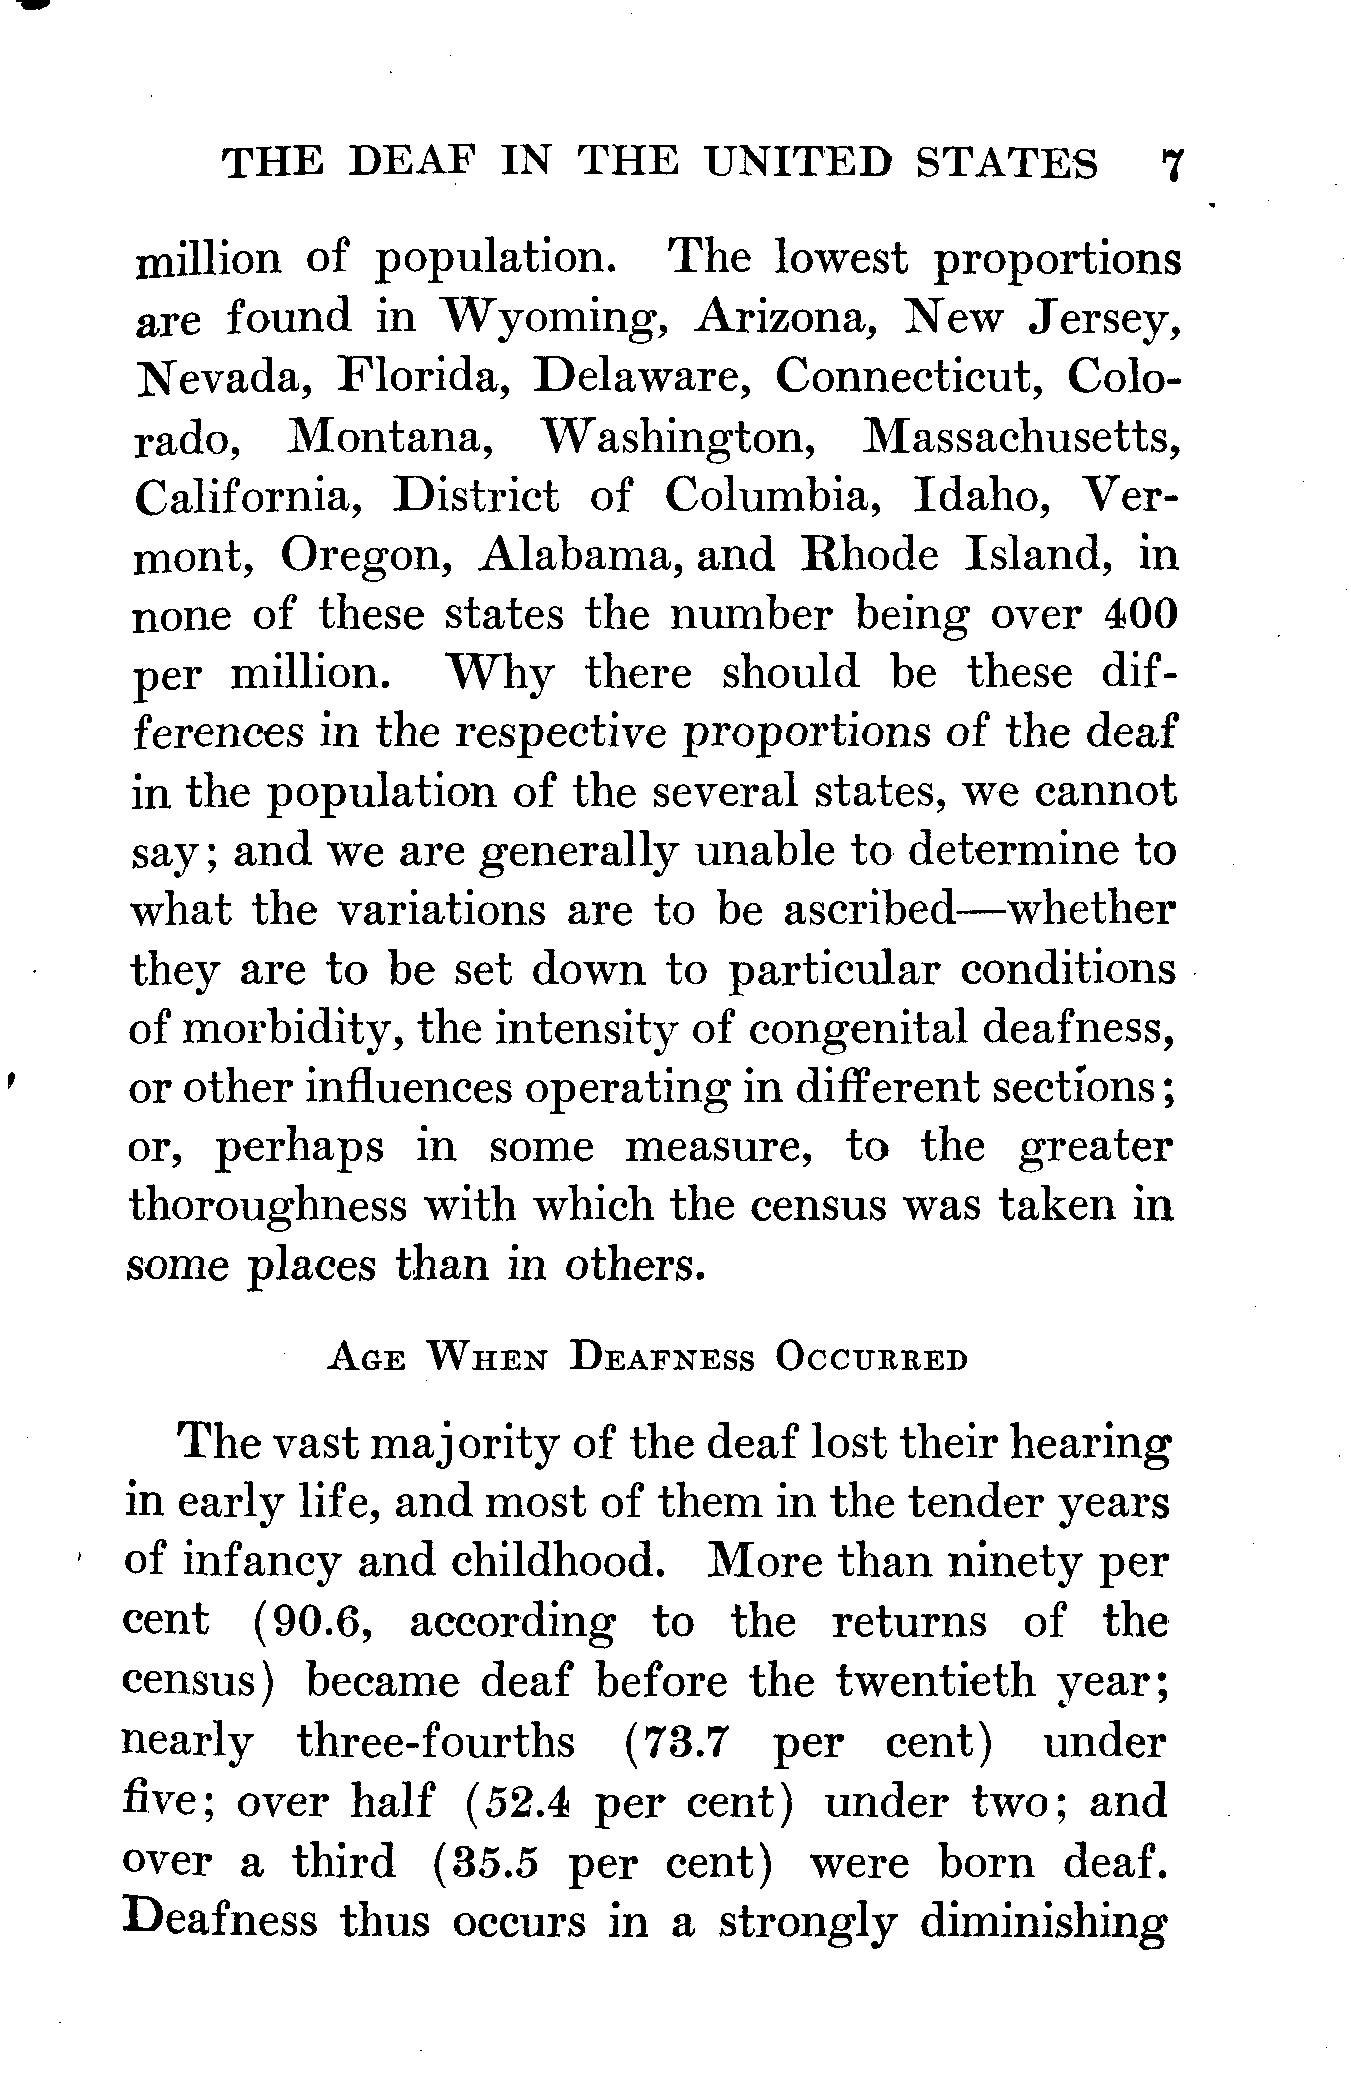 THE DEAF IN THE UNITED STATES 7
million of population. The lowest proportions
are found in Wyoming, Arizona, New Jersey,
Nevada, Florida, Delaware, Connecticut, Colo-
rado, Montana, Washington, Massachusetts,
California, District of Columbia, Idaho, Ver-
mont, Oregon, Alabama, and Rhode Island, in
none of these states the number being over 400
per million. Why there should be these dif-
ferences in the respective proportions of the deaf
in the population of the several states, we cannot
say; and we are generally unable to determine to
what the variations are to be ascribed—whether
they are to be set down to particular conditions
of morbidity, the intensity of congenital deafness,
or other influences operating in different sections;
or, perhaps in some measure, to the greater
thoroughness with which the census was taken in
some places than in others.
AGE WHEN DEAFNESS OCCURRED
The vast majority of the deaf lost their hearing
in early life, and most of them in the tender years
of infancy and childhood. More than ninety per
cent (90.6, according to the returns of the
census) became deaf before the twentieth year;
nearly three-fourths (73.7 per cent) under
five; over half (52.4 per cent) under two; and
over a third (35.5 per cent) were born deaf.
Deafness thus occurs in a strongly diminishing